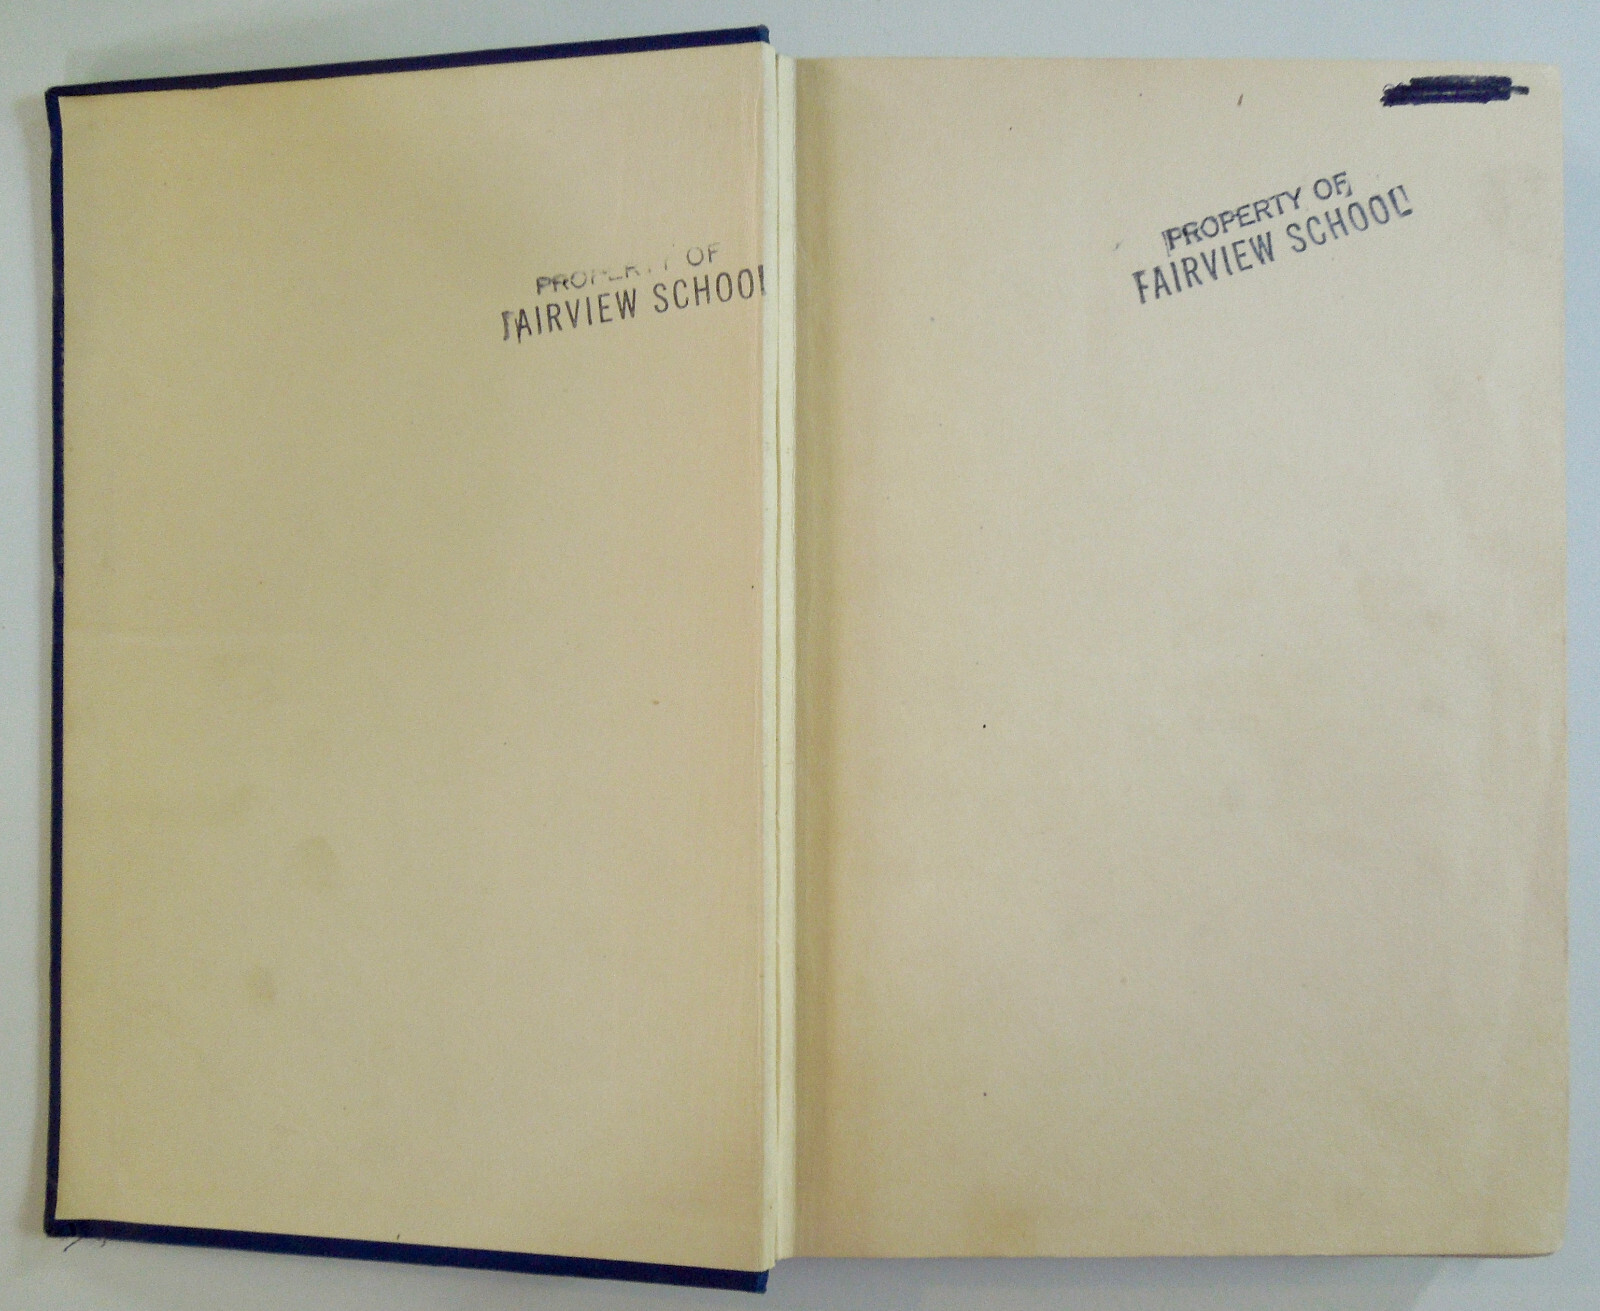 PROPERTY OF
FAIRVIEW SCHOOL
PROPERTY OF
FAIRVIEW SCHOOL